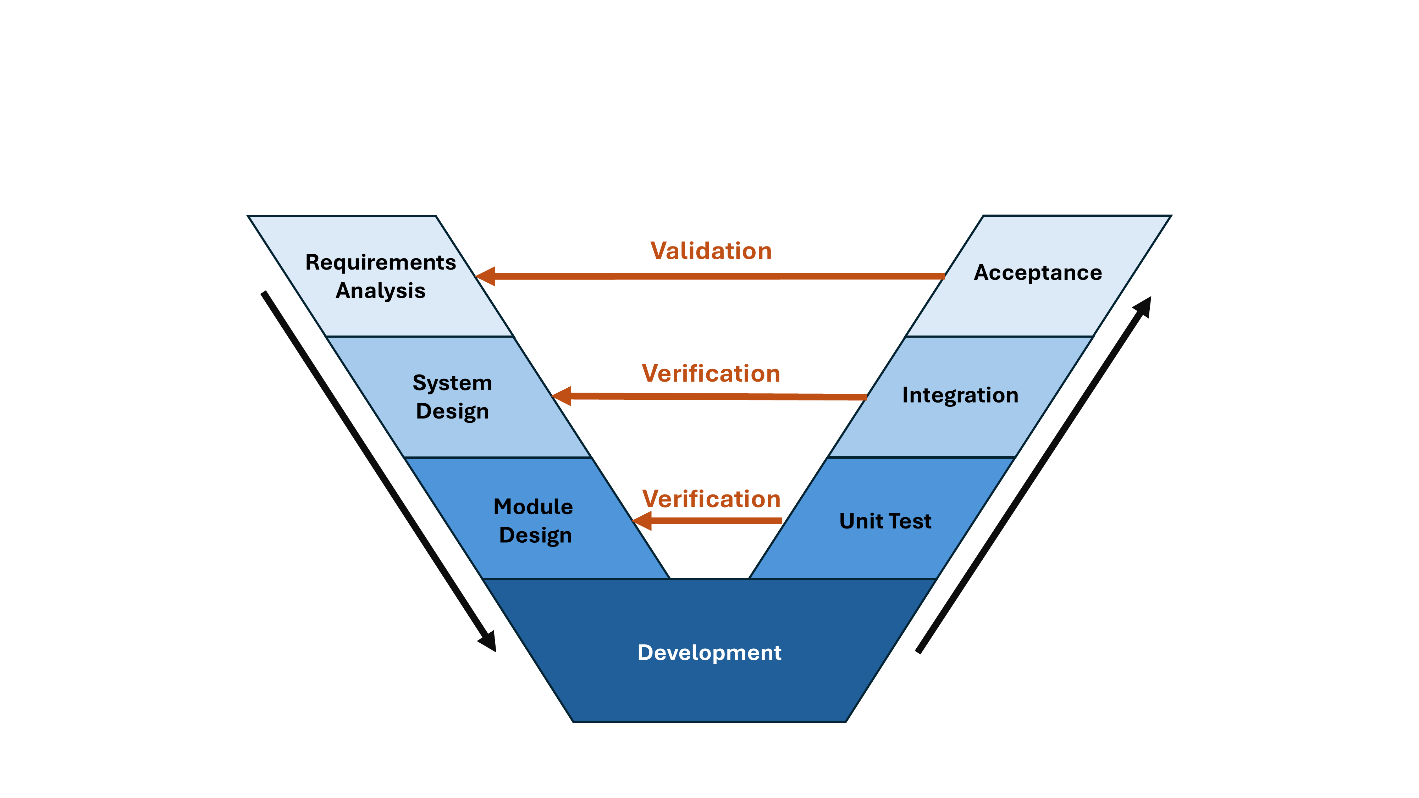 Requirements
Analysis
Validation
Acceptance
System
Design
Verification
Integration
Module
Design
Verification
Unit Test
Development